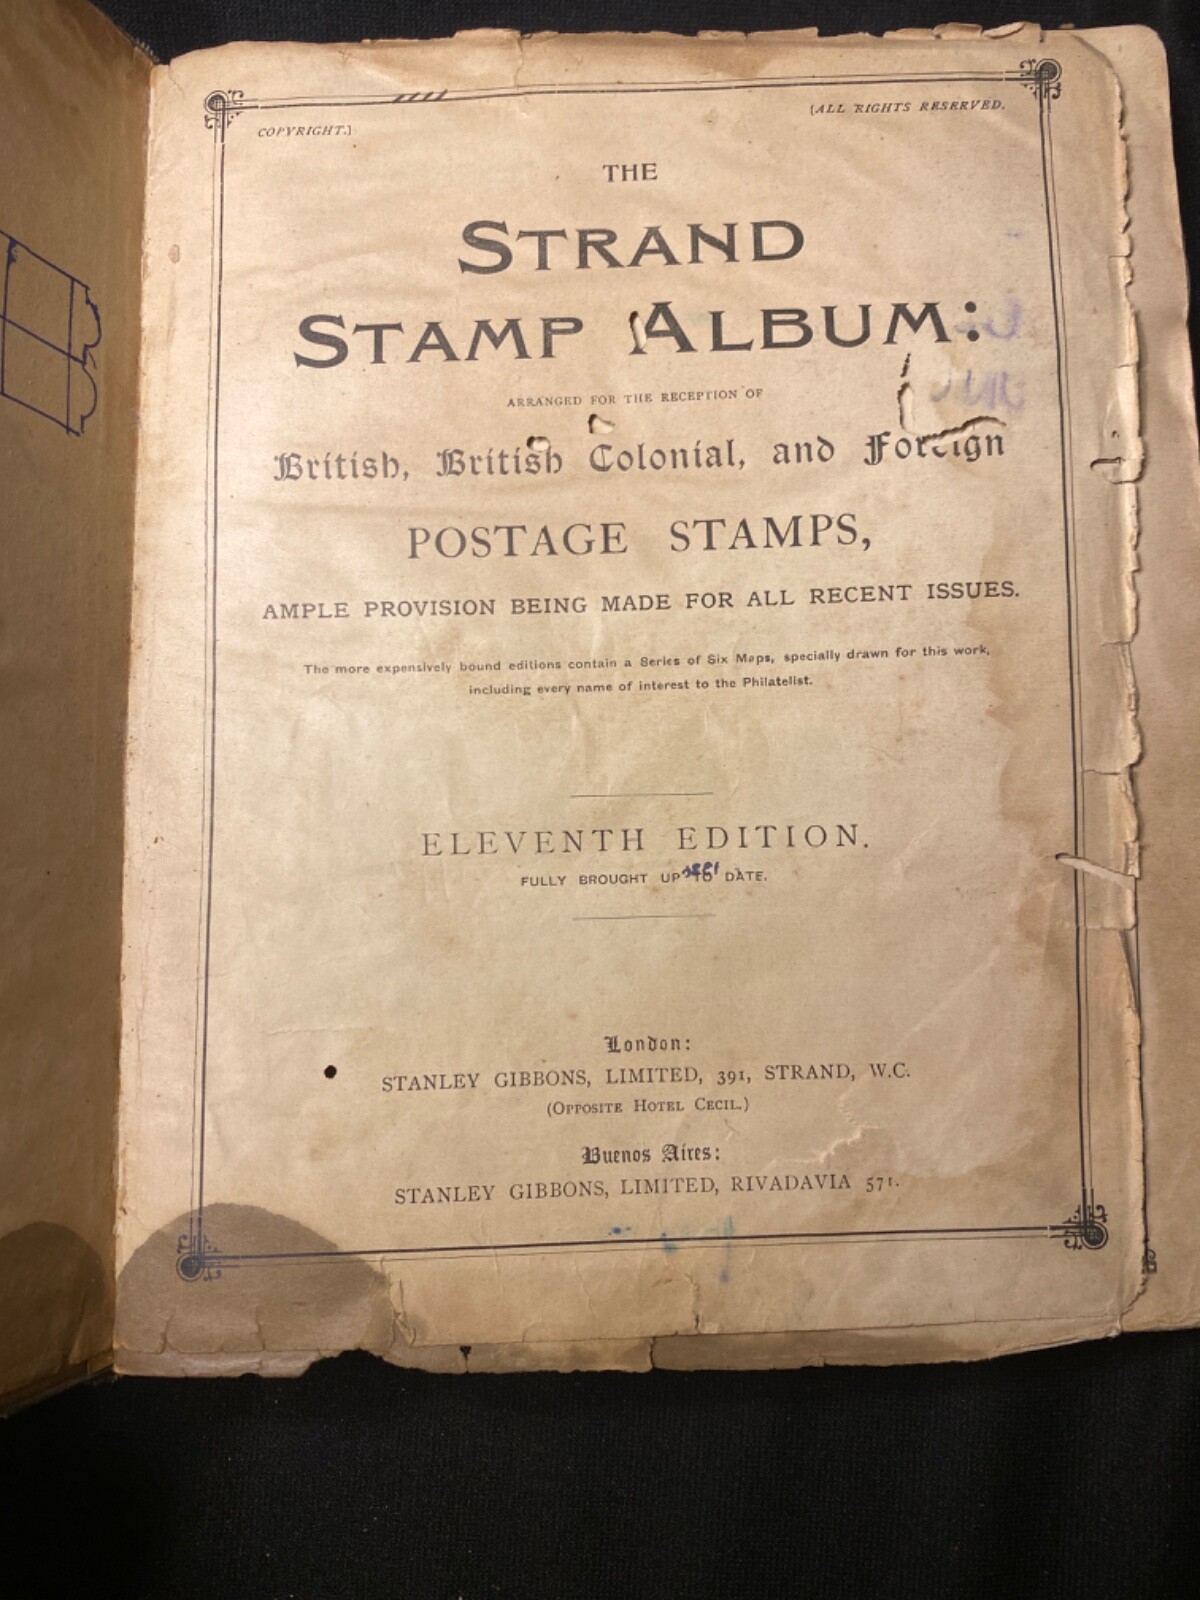 COPYRIGHT.]
[ALL RIGHTS RESERVED.
THE
STRAND
STAMP ALBUM:
ARRANGED FOR THE RECEPTION OF
British, British Colonial, and Foreign
POSTAGE STAMPS,
AMPLE PROVISION BEING MADE FOR ALL RECENT ISSUES.
The more expensively bound editions contain a Series of Six Maps, specially drawn for this work,
including every name of interest to the Philatelist.
ELEVENTH EDITION.
FULLY BROUGHT UP TO DATE.
London:
STANLEY GIBBONS, LIMITED, 391, STRAND, W.C.
(OPPOSITE HOTEL CECIL.)
Buenos Aires:
STANLEY GIBBONS, LIMITED, RIVADAVIA 571.